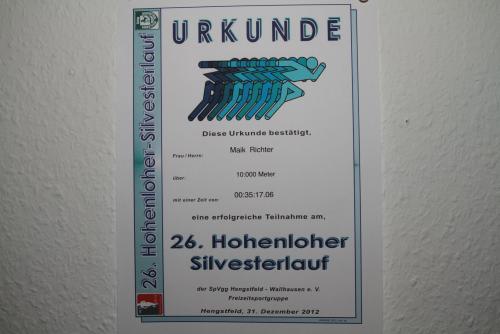 URKUNDE
26. Hohenloher-Silvesterlauf
Diese Urkunde bestätigt,
Frau/Herrn:
Maik Richter
über:
10:000 Meter
mit einer Zeit von:
00:35:17.06
eine erfolgreiche Teilnahme am,
26. Hohenloher
Silvesterlauf
der SpVgg Hengstfeld - Wallhausen e. V.
Freizeitsportgruppe
Hengstfeld, 31. Dezember 2012